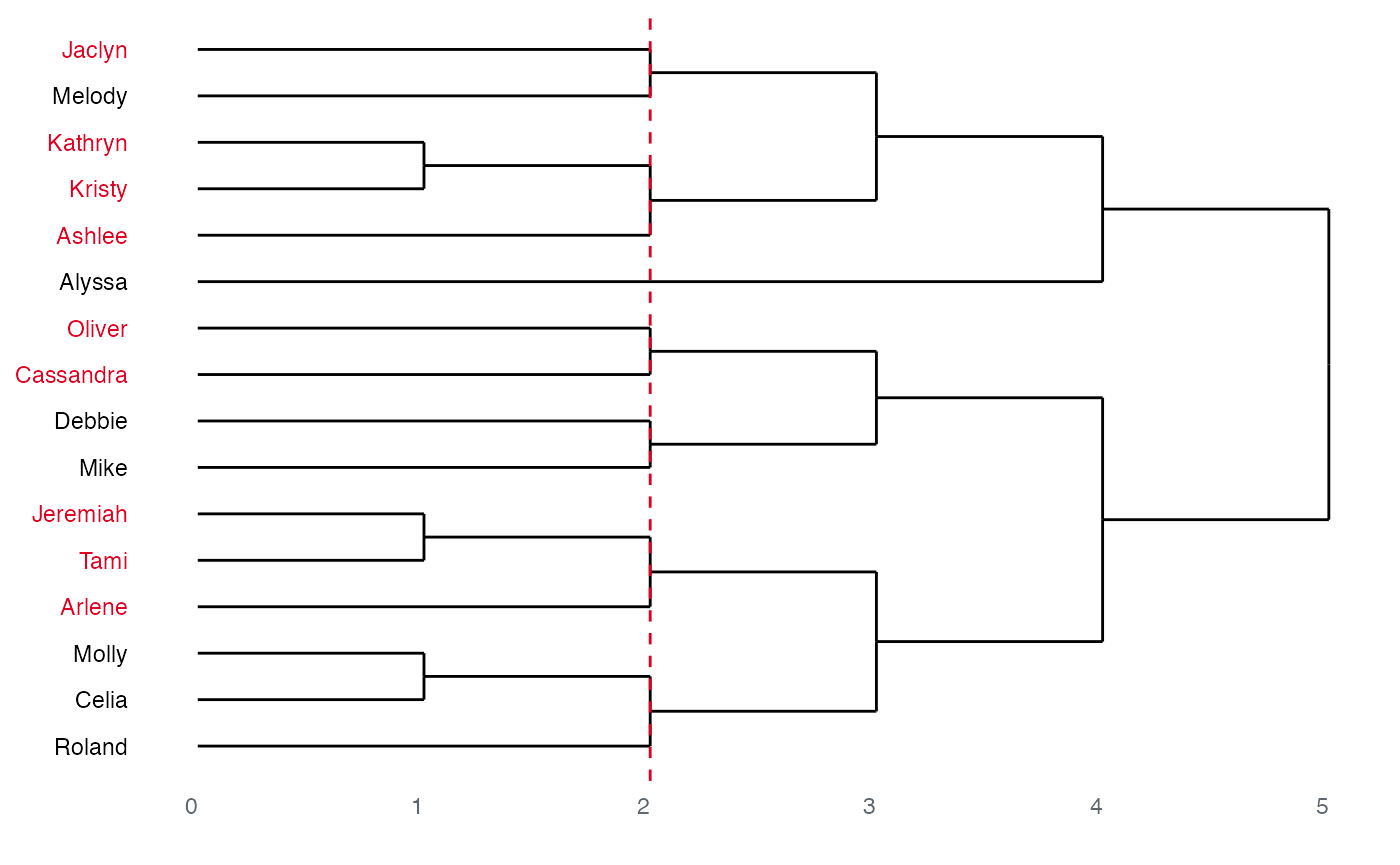 Jaclyn
Melody
Kathryn
Kristy
Ashlee
Alyssa
Oliver
Cassandra
Debbie
Mike
Jeremiah
Tami
Arlene
Molly
Celia
Roland
0 1 2 3 4 5